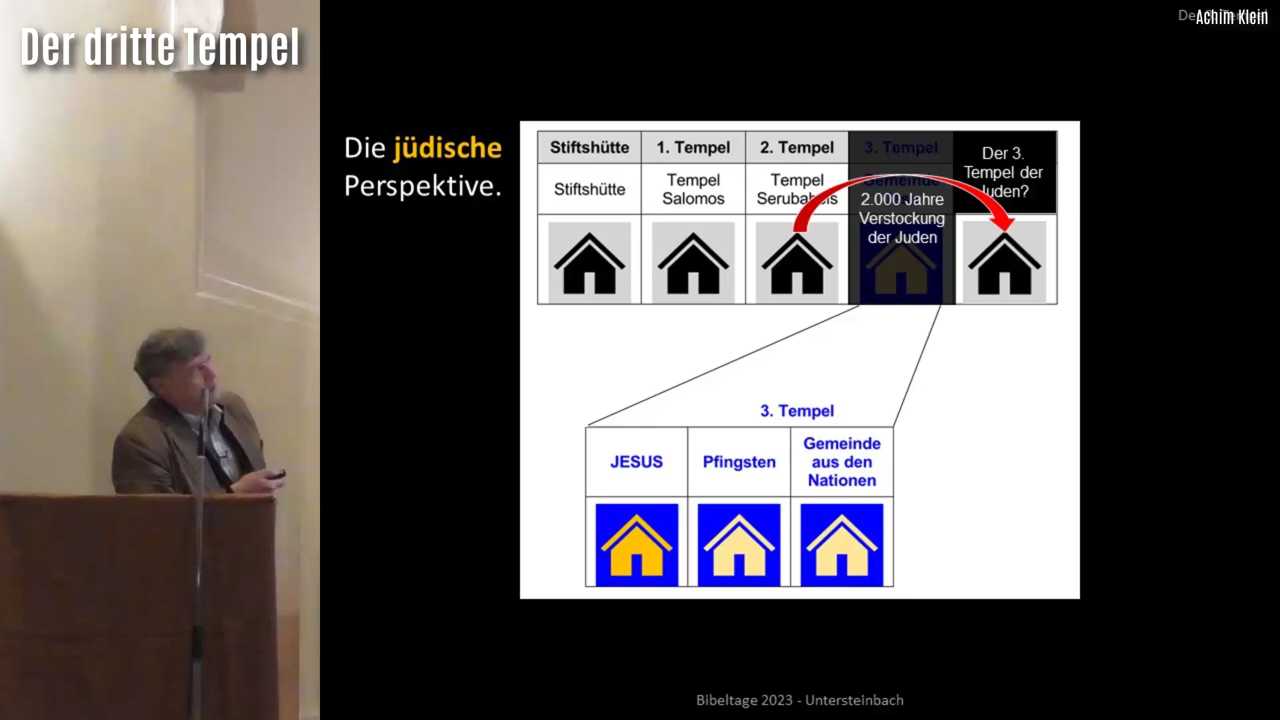 Der dritte Tempel
Achim Klein
Die jüdische
Perspektive.
Stiftshütte
1. Tempel
2. Tempel
3. Tempel
Der 3.
Tempel der
Juden?
Stiftshütte
Tempel
Salomos
Tempel
Serubabels
Gemeinde
2.000 Jahre
Verstockung
der Juden
3. Tempel
JESUS
Pfingsten
Gemeinde
aus den
Nationen
Bibeltage 2023 - Untersteinbach